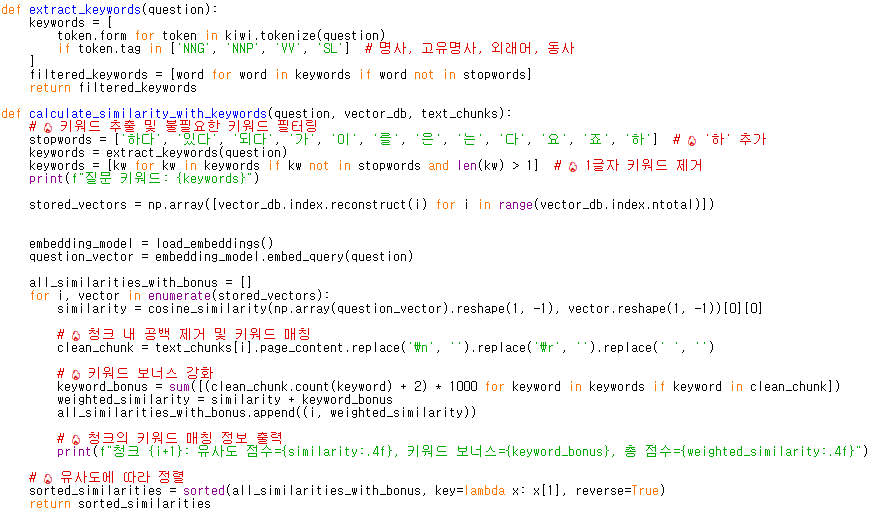 def extract_keywords(question):
    keywords = [
        token.form for token in kiwi.tokenize(question)
        if token.tag in ['NNG', 'NNP', 'VV', 'SL']  # 명사, 고유명사, 외래어, 동사
    ]
    filtered_keywords = [word for word in keywords if word not in stopwords]
    return filtered_keywords

def calculate_similarity_with_keywords(question, vector_db, text_chunks):
    # 🔥 키워드 추출 및 불필요한 키워드 필터링
    stopwords = ['하다', '있다', '되다', '가', '이', '를', '은', '는', '다', '요', '죠', '하']  # 🔥 '하' 추가
    keywords = extract_keywords(question)
    keywords = [kw for kw in keywords if kw not in stopwords and len(kw) > 1]  # 🔥 1글자 키워드 제거
    print(f"질문 키워드: {keywords}")

    stored_vectors = np.array([vector_db.index.reconstruct(i) for i in range(vector_db.index.ntotal)])

    embedding_model = load_embeddings()
    question_vector = embedding_model.embed_query(question)

    all_similarities_with_bonus = []
    for i, vector in enumerate(stored_vectors):
        similarity = cosine_similarity(np.array(question_vector).reshape(1, -1), vector.reshape(1, -1))[0][0]

        # 🔥 청크 내 공백 제거 및 키워드 매칭
        clean_chunk = text_chunks[i].page_content.replace('₩n', '').replace('₩r', '').replace(' ', '')

        # 🔥 키워드 보너스 강화
        keyword_bonus = sum([(clean_chunk.count(keyword) + 2) * 1000 for keyword in keywords if keyword in clean_chunk])
        weighted_similarity = similarity + keyword_bonus
        all_similarities_with_bonus.append((i, weighted_similarity))

        # 🔥 청크의 키워드 매칭 정보 출력
        print(f"청크 {i+1}: 유사도 점수={similarity:.4f}, 키워드 보너스={keyword_bonus}, 총 점수={weighted_similarity:.4f}")

    # 🔥 유사도에 따라 정렬
    sorted_similarities = sorted(all_similarities_with_bonus, key=lambda x: x[1], reverse=True)
    return sorted_similarities